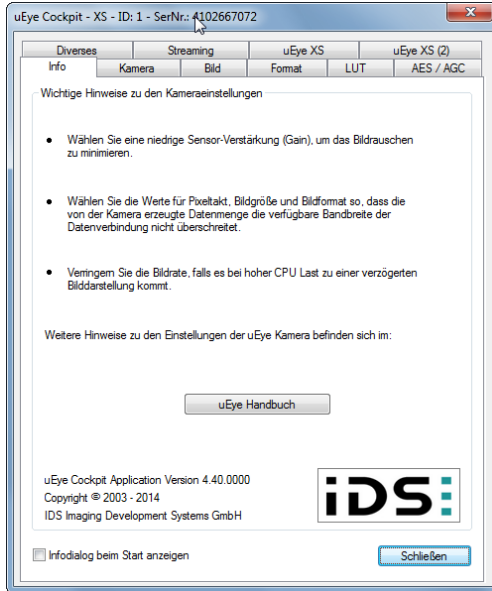 uEye Cockpit - XS - ID: 1 - SerNr.: 4102667072
Diverses Streaming uEye XS uEye XS (2)
Info Kamera Bild Format LUT AES / AGC
Wichtige Hinweise zu den Kameraeinstellungen
• Wählen Sie eine niedrige Sensor-Verstärkung (Gain), um das Bildrauschen
zu minimieren.
• Wählen Sie die Werte für Pixeltakt, Bildgröße und Bildformat so, dass die
von der Kamera erzeugte Datenmenge die verfügbare Bandbreite der
Datenverbindung nicht überschreitet.
• Verringern Sie die Bildrate, falls es bei hoher CPU Last zu einer verzögerten
Bilddarstellung kommt.
Weitere Hinweise zu den Einstellungen der uEye Kamera befinden sich im:
uEye Handbuch
uEye Cockpit Application Version 4.40.0000
Copyright © 2003 - 2014
IDS Imaging Development Systems GmbH
iDS
Infodialog beim Start anzeigen
Schließen